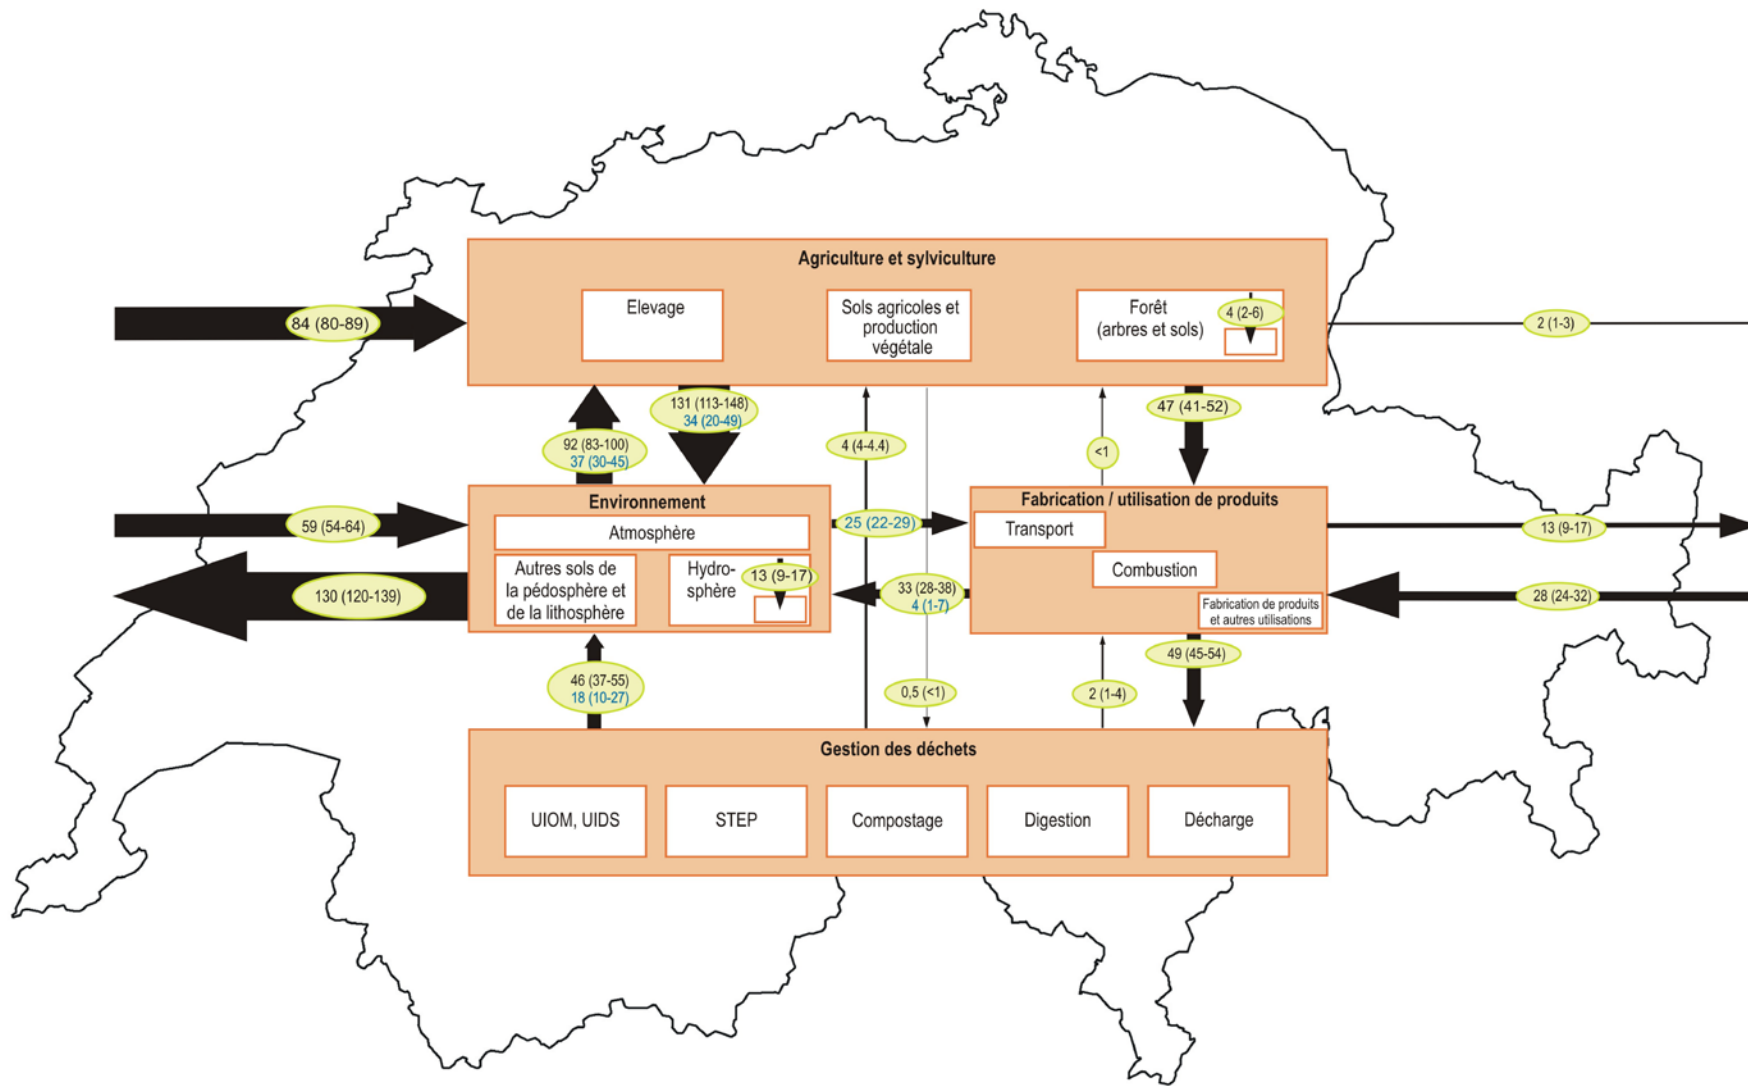 Agriculture et sylviculture
Elevage
Sols agricoles et
production
végétale
Forêt
(arbres et sols)
4 (2-6)
84 (80-89)
2 (1-3)
131 (113-148)
34 (20-49)
92 (83-100)
37 (30-45)
4 (4-4.4)
<1
47 (41-52)
Environnement
Atmosphère
Autres sols de
la pédosphère et
de la lithosphère
Hydro-
sphère
13 (9-17)
59 (54-64)
130 (120-139)
25 (22-29)
33 (28-38)
4 (1-7)
Fabrication / utilisation de produits
Transport
Combustion
Fabrication de produits
et autres utilisations
13 (9-17)
28 (24-32)
46 (37-55)
18 (10-27)
0,5 (<1)
2 (1-4)
49 (45-54)
Gestion des déchets
UIOM, UIDS
STEP
Compostage
Digestion
Décharge